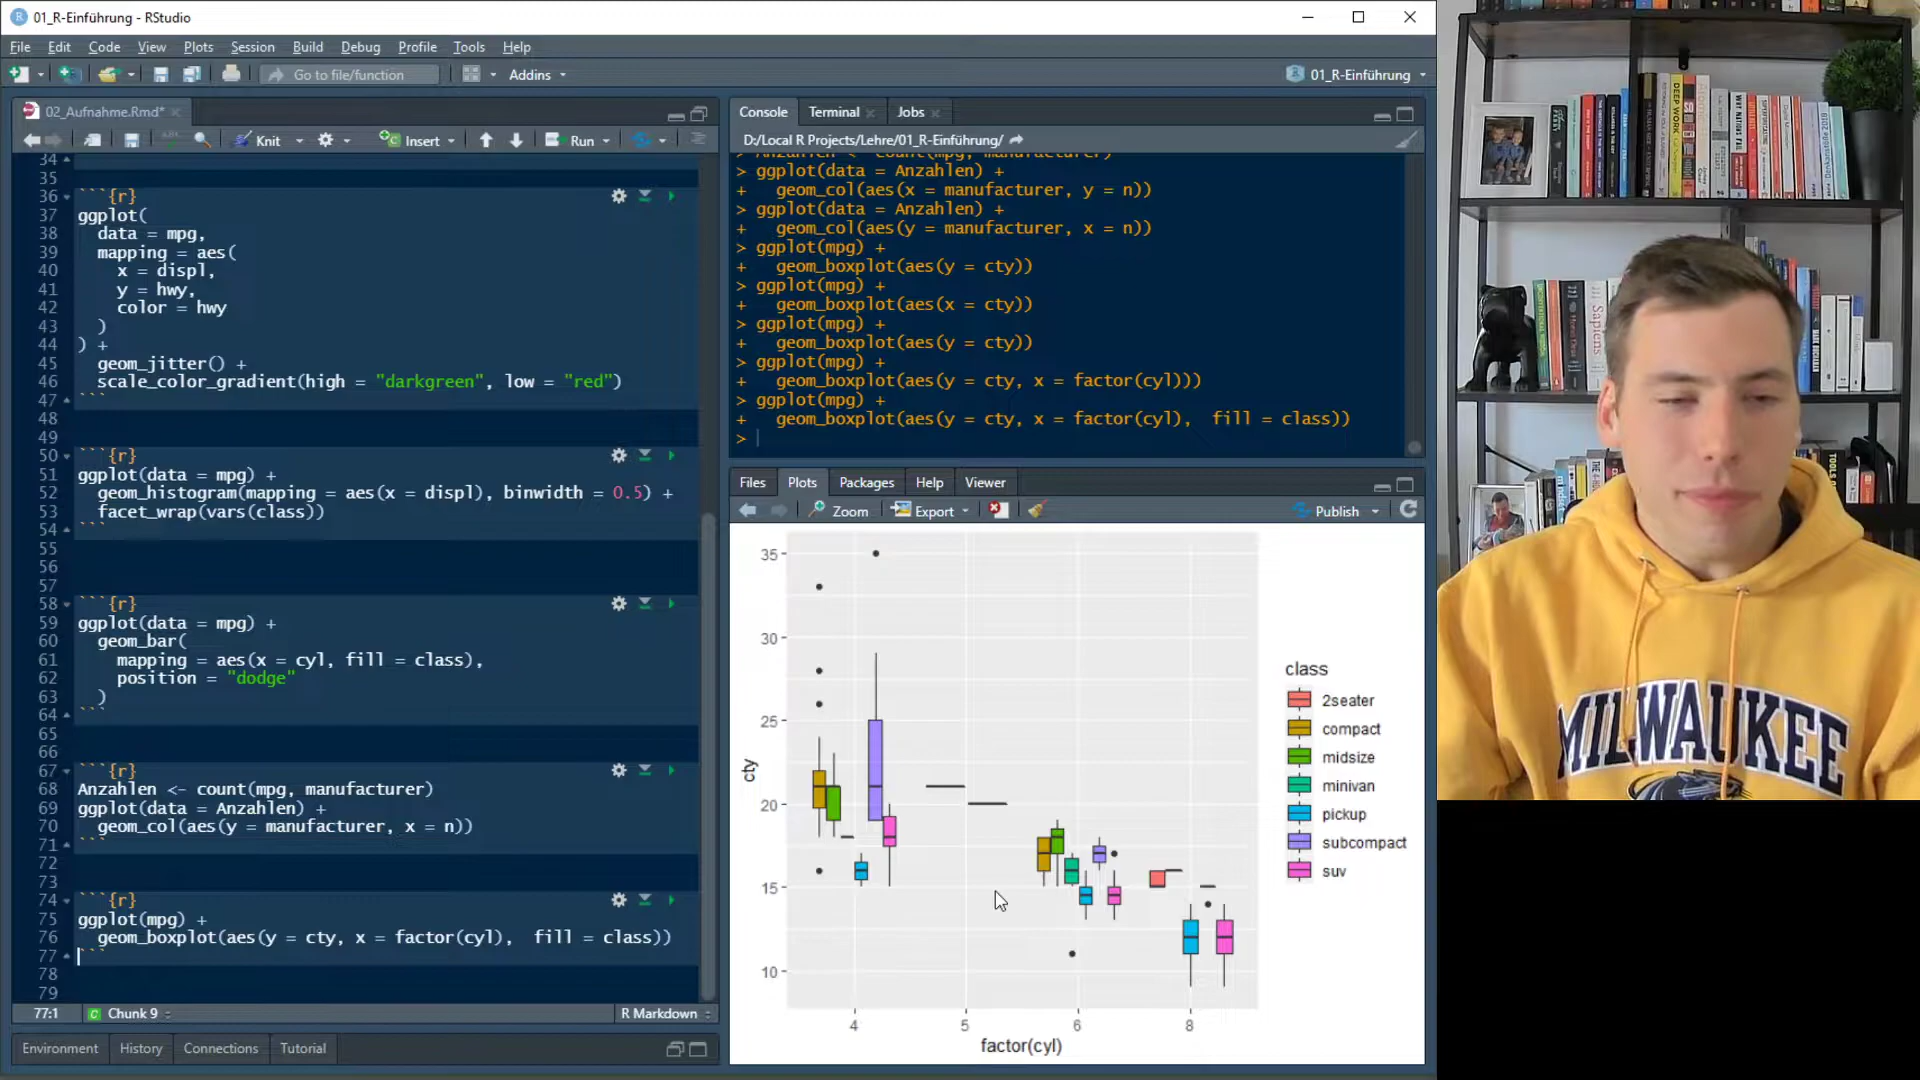 01_R-Einführung - RStudio
File Edit Code View Plots Session Build Debug Profile Tools Help
Go to file/function
Addins
01_R-Einführung
02_Aufnahme.Rmd*
Knit
Insert
Run
34
35
36 ```{r}
37 ggplot(
38 data = mpg,
39 mapping = aes(
40 x = displ,
41 y = hwy,
42 color = hwy
43 )
44 ) +
45 geom_jitter() +
46 scale_color_gradient(high = "darkgreen", low = "red")
47 ```
48
49
50 ```{r}
51 ggplot(data = mpg) +
52 geom_histogram(mapping = aes(x = displ), binwidth = 0.5) +
53 facet_wrap(vars(class))
54 ```
55
56
57
58 ```{r}
59 ggplot(data = mpg) +
60 geom_bar(
61 mapping = aes(x = cyl, fill = class),
62 position = "dodge"
63 )
64 ```
65
66
67 ```{r}
68 Anzahlen <- count(mpg, manufacturer)
69 ggplot(data = Anzahlen) +
70 geom_col(aes(y = manufacturer, x = n))
71 ```
72
73
74 ```{r}
75 ggplot(mpg) +
76 geom_boxplot(aes(y = cty, x = factor(cyl), fill = class))
77 ```
78
79
77:1
Chunk 9
R Markdown
Environment History Connections Tutorial
Console Terminal Jobs
D:/Local R Projects/Lehre/01_R-Einführung/
> Anzahlen <- count(mpg, manufacturer)
> ggplot(data = Anzahlen) +
+ geom_col(aes(x = manufacturer, y = n))
> ggplot(data = Anzahlen) +
+ geom_col(aes(y = manufacturer, x = n))
> ggplot(mpg) +
+ geom_boxplot(aes(y = cty))
> ggplot(mpg) +
+ geom_boxplot(aes(x = cty))
> ggplot(mpg) +
+ geom_boxplot(aes(y = cty))
> ggplot(mpg) +
+ geom_boxplot(aes(y = cty, x = factor(cyl)))
> ggplot(mpg) +
+ geom_boxplot(aes(y = cty, x = factor(cyl), fill = class))
>
Files Plots Packages Help Viewer
Zoom
Export
Publish
35
30
25
20
15
10
cty
4 5 6 8
factor(cyl)
class
2seater
compact
midsize
minivan
pickup
subcompact
suv
DEEP WORK
WHY NATIONS FAIL
Sapiens
MILWAUKEE